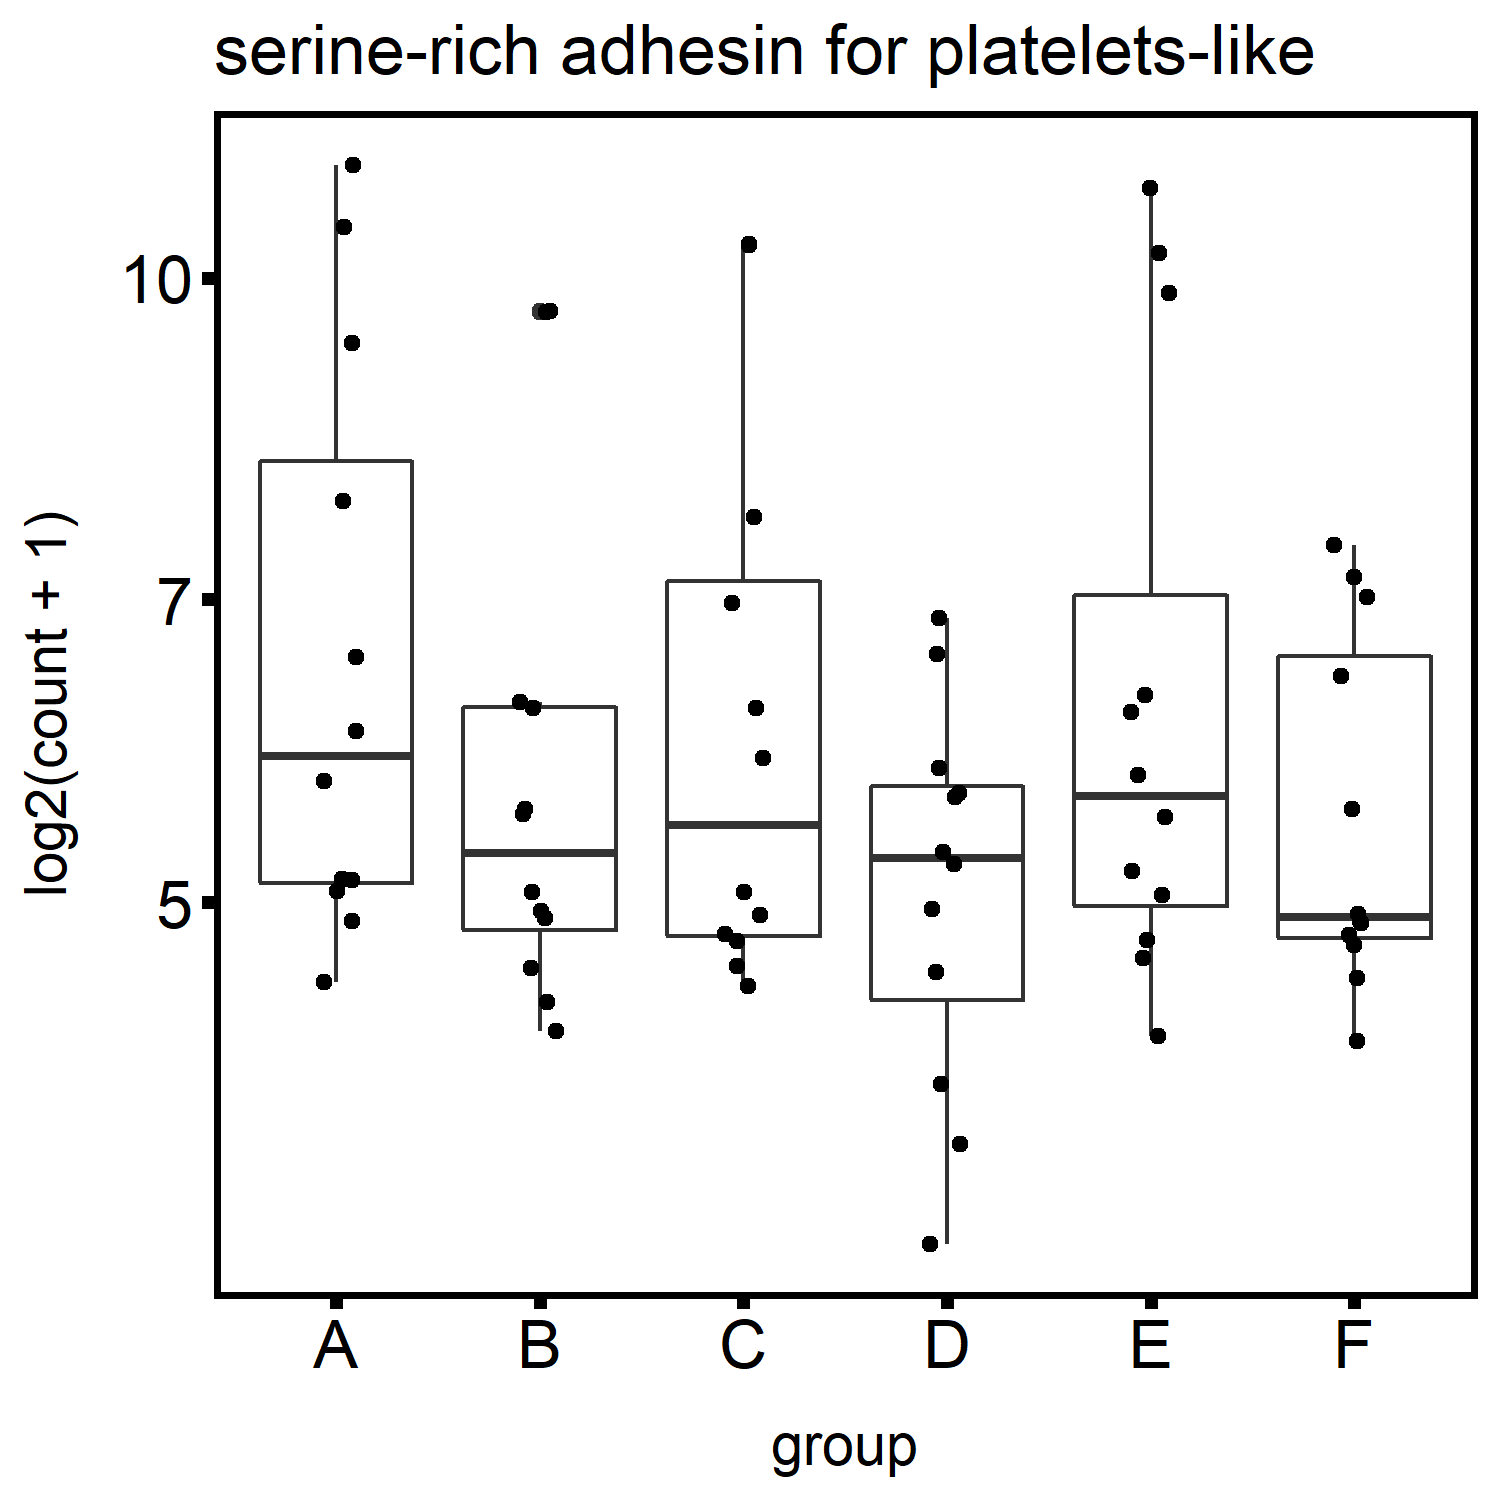 serine-rich adhesin for platelets-like
log2(count + 1)
10
7
5
A B C D E F
group